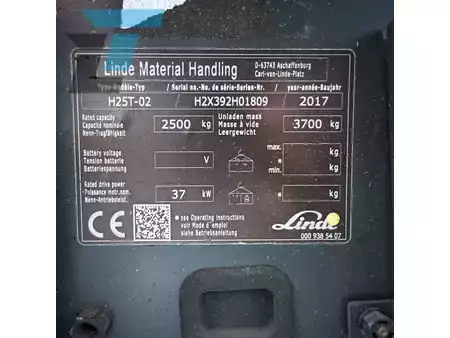 Linde Material Handling
D-63743 Aschaffenburg
Carl-von-Linde-Platz
Type-Modèle-Typ / Serial no.-No. de série-Serien-Nr. / year-année-Baujahr
H25T-02 / H2X392H01809 / 2017
Rated capacity
Capacité nominale
Nenn-Tragfähigkeit
2500 kg
Unladen mass
Masse à vide
Leergewicht
3700 kg
Battery voltage
Tension batterie
Batteriespannung
V
max.
kg
*
min.
kg
Rated drive power
Puissance motr.nom.
Nenn-Antriebsleist.
37 kW
*
kg
CE
* see Operating Instructions
voir Mode d'emploi
siehe Betriebsanleitung
Linde
000 938 54 07